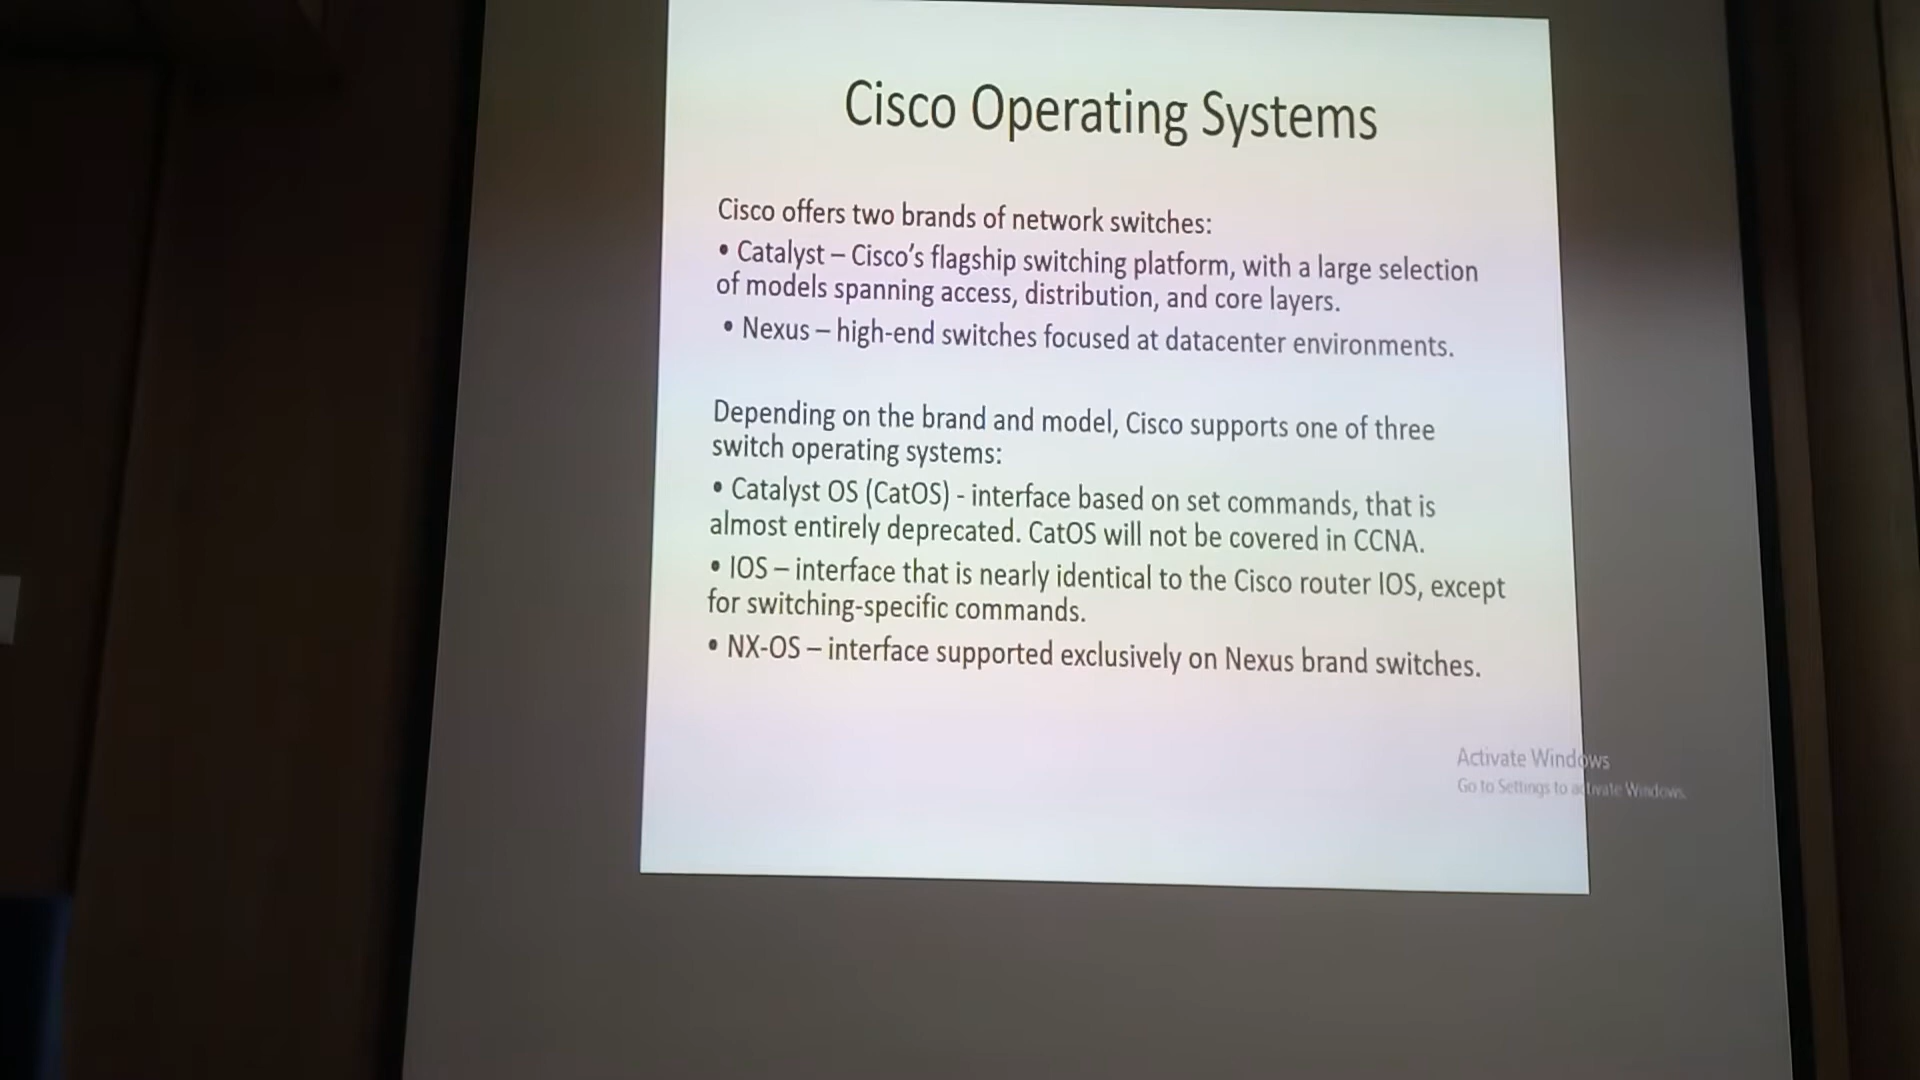 Cisco Operating Systems
Cisco offers two brands of network switches:
• Catalyst – Cisco's flagship switching platform, with a large selection
of models spanning access, distribution, and core layers.
• Nexus – high-end switches focused at datacenter environments.
Depending on the brand and model, Cisco supports one of three
switch operating systems:
• Catalyst OS (CatOS) - interface based on set commands, that is
almost entirely deprecated. CatOS will not be covered in CCNA.
• IOS – interface that is nearly identical to the Cisco router IOS, except
for switching-specific commands.
• NX-OS – interface supported exclusively on Nexus brand switches.
Activate Windows
Go to Settings to activate Windows.